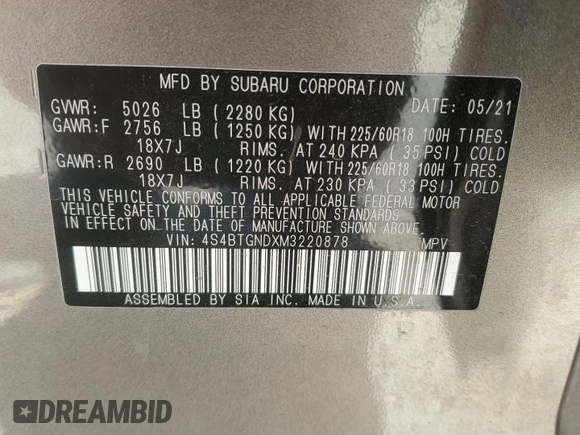 MFD BY SUBARU CORPORATION
GVWR: 5026 LB (2280 KG) DATE: 05/21
GAWR:F 2756 LB (1250 KG) WITH 225/60R18 100H TIRES.
18X7J RIMS. AT 240 KPA (35 PSI) COLD
GAWR:R 2690 LB (1220 KG) WITH 225/60R18 100H TIRES.
18X7J RIMS. AT 230 KPA (33 PSI) COLD
THIS VEHICLE CONFORMS TO ALL APPLICABLE FEDERAL MOTOR
VEHICLE SAFETY AND THEFT PREVENTION STANDARDS
IN EFFECT ON THE DATE OF MANUFACTURE SHOWN ABOVE.
VIN: 4S4BTGNDXM3220878 MPV
ASSEMBLED BY SIA INC. MADE IN U.S.A.
DREAMBID